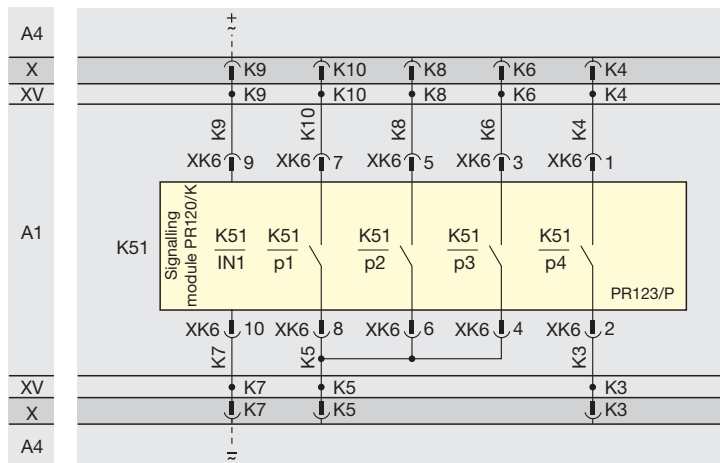 A4
+
~
X K9 K10 K8 K6 K4
XV K9 K10 K8 K6 K4
K9 K10 K8 K6 K4
XK6 9 XK6 7 XK6 5 XK6 3 XK6 1
A1
K51
Signalling
module PR120/K
K51 K51 K51 K51 K51
IN1 p1 p2 p3 p4
PR123/P
XK6 10 XK6 8 XK6 6 XK6 4 XK6 2
K7 K5 K3
XV K7 K5 K3
X K7 K5 K3
A4
–
~